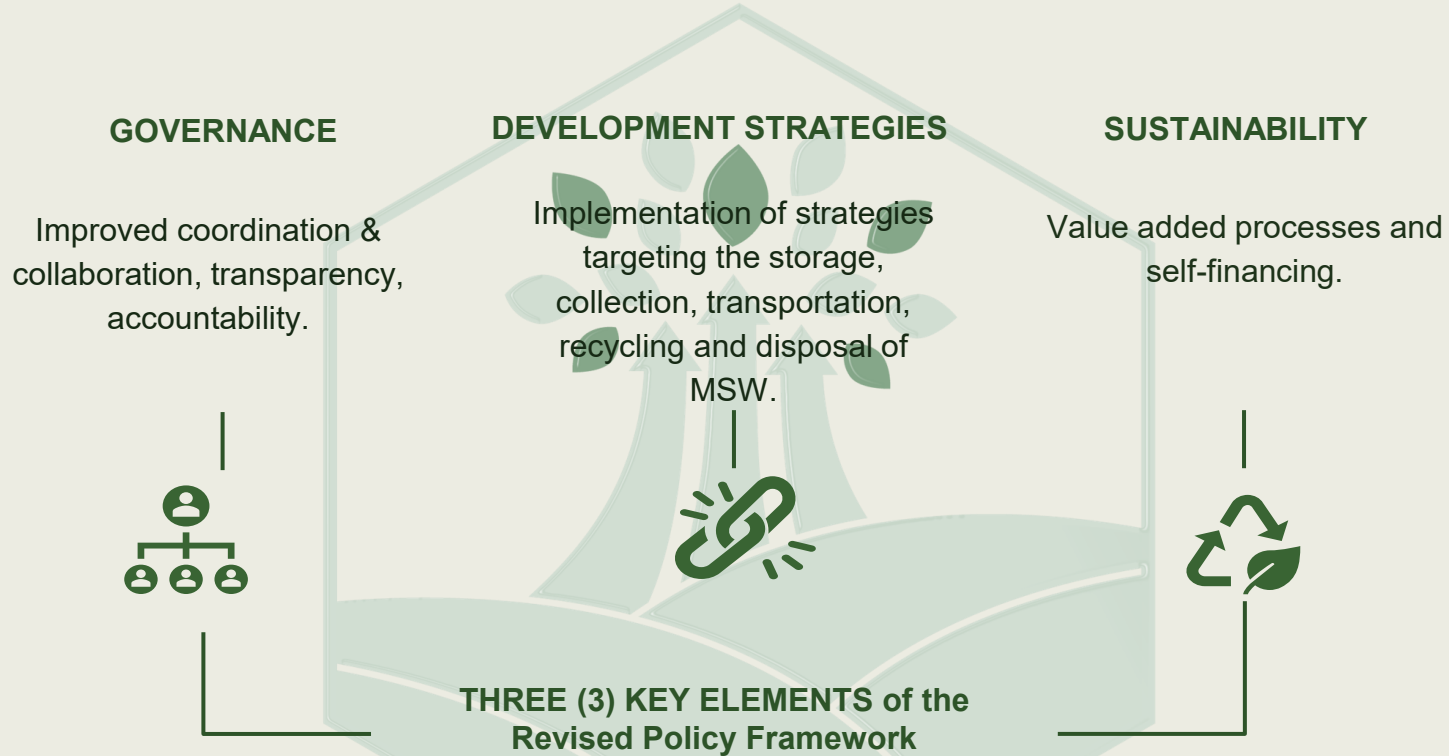 GOVERNANCE
Improved coordination &
collaboration, transparency,
accountability.
DEVELOPMENT STRATEGIES
Implementation of strategies
targeting the storage,
collection, transportation,
recycling and disposal of
MSW.
SUSTAINABILITY
Value added processes and
self-financing.
THREE (3) KEY ELEMENTS of the
Revised Policy Framework